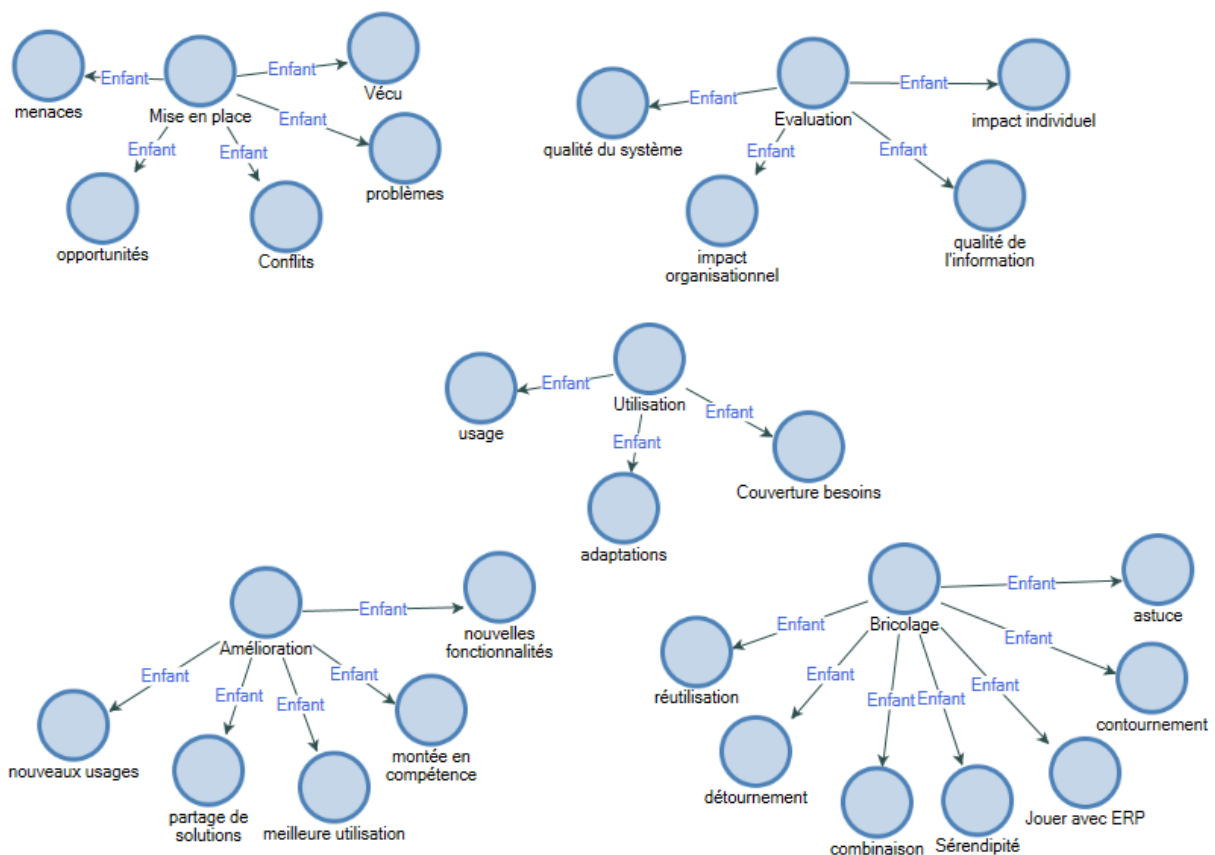 Enfant
Vécu
menaces
Mise en place
Enfant
Enfant
Enfant
Enfant
problèmes
opportunités
Conflits
Enfant
Enfant
impact individuel
Evaluation
qualité du système
Enfant
Enfant
impact
organisationnel
qualité de
l'information
Enfant
Utilisation
usage
Enfant
Enfant
Couverture besoins
adaptations
Enfant
nouvelles
fonctionnalités
Amélioration
Enfant
Enfant
Enfant
Enfant
montée en
compétence
nouveaux usages
partage de
solutions
meilleure utilisation
Enfant
astuce
Bricolage
Enfant
Enfant
réutilisation
Enfant
Enfant
Enfant
Enfant
contournement
détournement
Jouer avec ERP
combinaison
Sérendipité